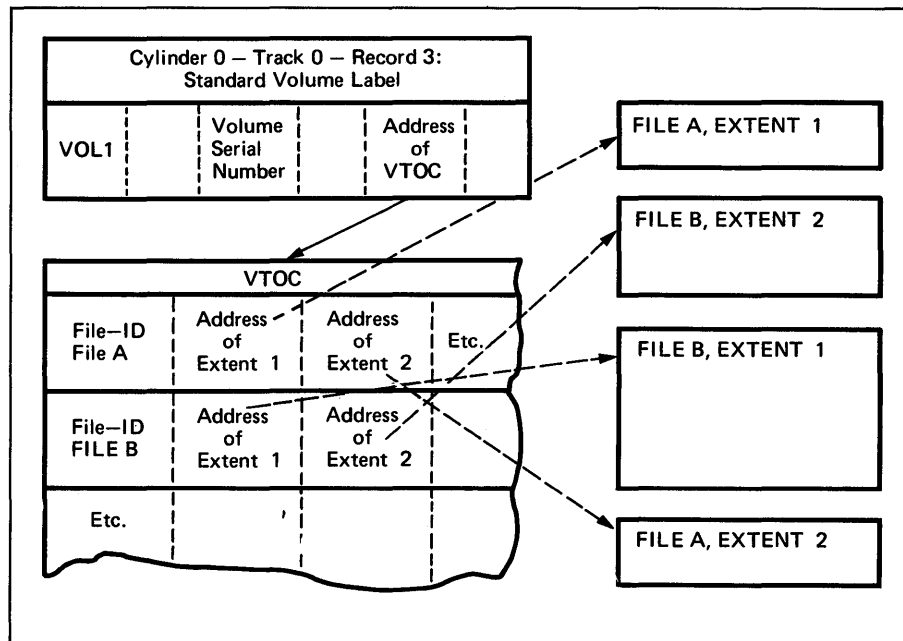 Cylinder 0 – Track 0 – Record 3:
Standard Volume Label
VOL1
Volume
Serial
Number
Address
of
VTOC
VTOC
File–ID
File A
Address
of
Extent 1
Address
of
Extent 2
Etc.
File–ID
FILE B
Address
of
Extent 1
Address
of
Extent 2
Etc.
FILE A, EXTENT 1
FILE B, EXTENT 2
FILE B, EXTENT 1
FILE A, EXTENT 2